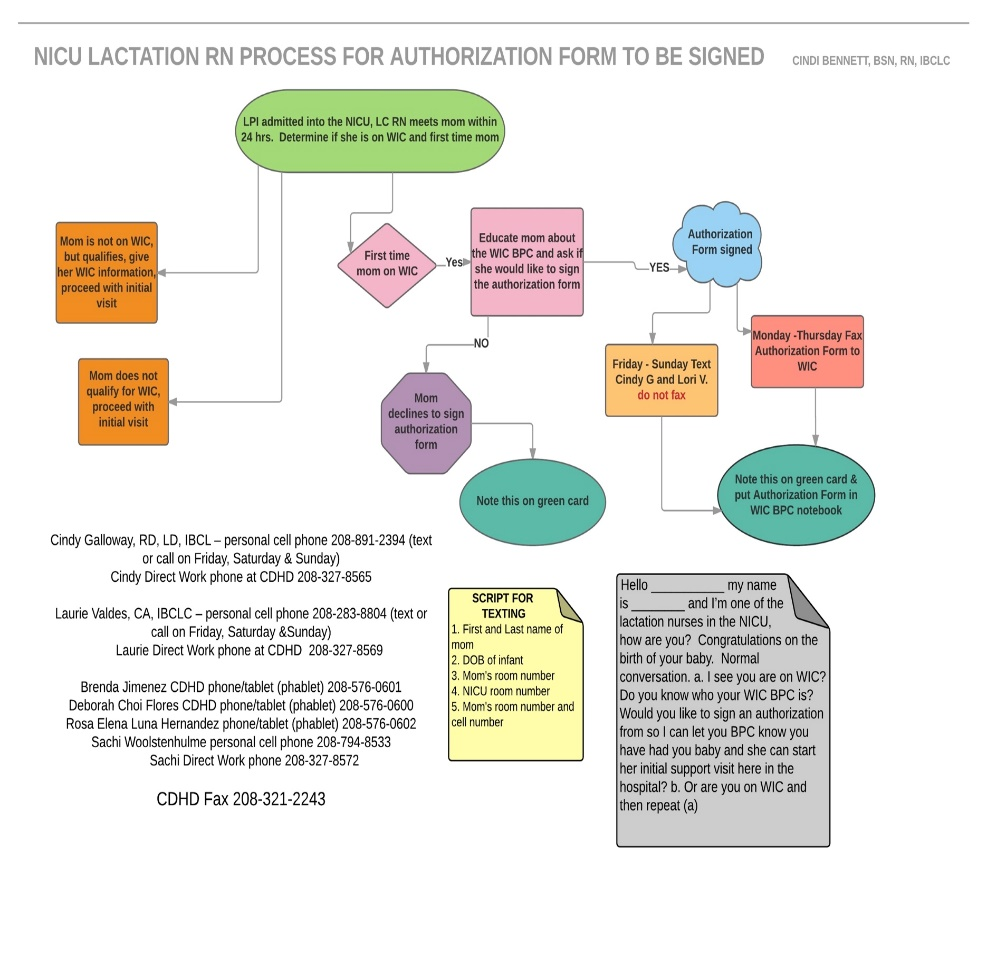 NICU LACTATION RN PROCESS FOR AUTHORIZATION FORM TO BE SIGNED
CINDI BENNETT, BSN, RN, IBCLC
LPI admitted into the NICU, LC RN meets mom within
24 hrs.  Determine if she is on WIC and first time mom
Mom is not on WIC,
but qualifies, give
her WIC information,
proceed with initial
visit
First time
mom on WIC
Yes
Educate mom about
the WIC BPC and ask if
she would like to sign
the authorization form
YES
Authorization
Form signed
NO
Mom does not
qualify for WIC,
proceed with
initial visit
Mom
declines to sign
authorization
form
Friday - Sunday Text
Cindy G and Lori V.
do not fax
Monday -Thursday Fax
Authorization Form to
WIC
Note this on green card
Note this on green card &
put Authorization Form in
WIC BPC notebook
Cindy Galloway, RD, LD, IBCL – personal cell phone 208-891-2394 (text
or call on Friday, Saturday & Sunday)
Cindy Direct Work phone at CDHD 208-327-8565
Laurie Valdes, CA, IBCLC – personal cell phone 208-283-8804 (text or
call on Friday, Saturday &Sunday)
Laurie Direct Work phone at CDHD  208-327-8569
Brenda Jimenez CDHD phone/tablet (phablet) 208-576-0601
Deborah Choi Flores CDHD phone/tablet (phablet) 208-576-0600
Rosa Elena Luna Hernandez phone/tablet (phablet) 208-576-0602
Sachi Woolstenhulme personal cell phone 208-794-8533
Sachi Direct Work phone 208-327-8572
CDHD Fax 208-321-2243
SCRIPT FOR
TEXTING
1. First and Last name of
mom
2. DOB of infant
3. Mom's room number
4. NICU room number
5. Mom's room number and
cell number
Hello ___________ my name
is ________ and I'm one of the
lactation nurses in the NICU,
how are you?  Congratulations on the
birth of your baby.  Normal
conversation. a. I see you are on WIC?
Do you know who your WIC BPC is?
Would you like to sign an authorization
from so I can let you BPC know you
have had you baby and she can start
her initial support visit here in the
hospital? b. Or are you on WIC and
then repeat (a)